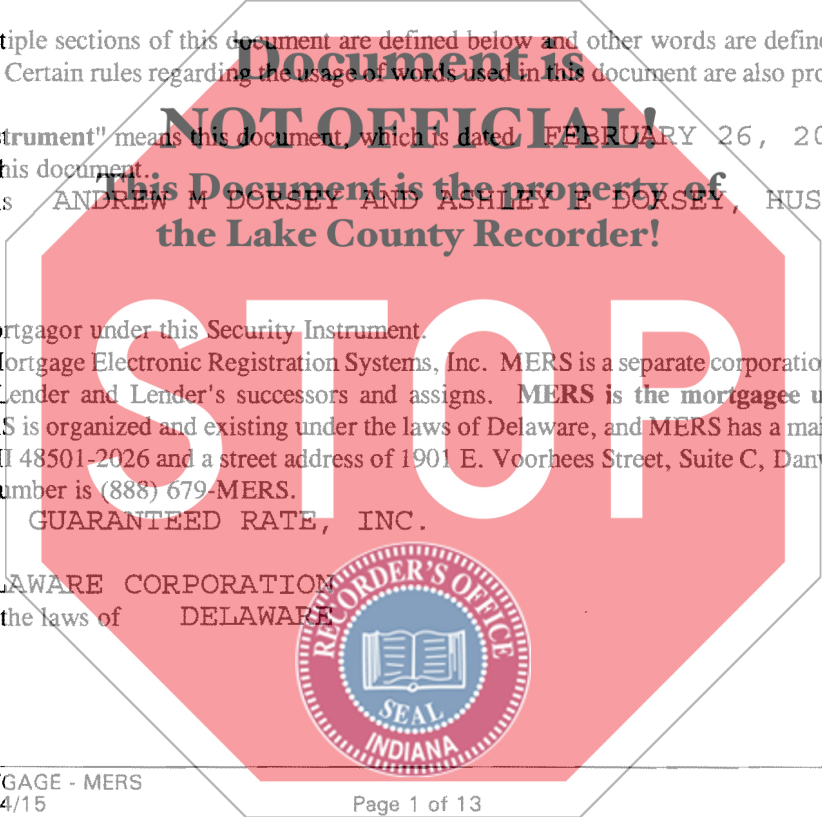 tiple sections of this document are defined below and other words are define
Certain rules regarding the usage of words used in this document are also pro
Document is
NOT OFFICIAL!
This Document is the property of
the Lake County Recorder!
trument" means this document, which is dated FEBRUARY 26, 20
his document.
s ANDREW M DORSEY AND ASHLEY E DORSEY, HUS
rtgagor under this Security Instrument.
ortgage Electronic Registration Systems, Inc. MERS is a separate corporatio
Lender and Lender's successors and assigns. MERS is the mortgagee u
S is organized and existing under the laws of Delaware, and MERS has a mai
I 48501-2026 and a street address of 1901 E. Voorhees Street, Suite C, Danv
umber is (888) 679-MERS.
STOP
GUARANTEED RATE, INC.
LAWARE CORPORATION
the laws of DELAWARE
RECORDER'S OFFICE
SEAL
INDIANA
GAGE - MERS
4/15
Page 1 of 13